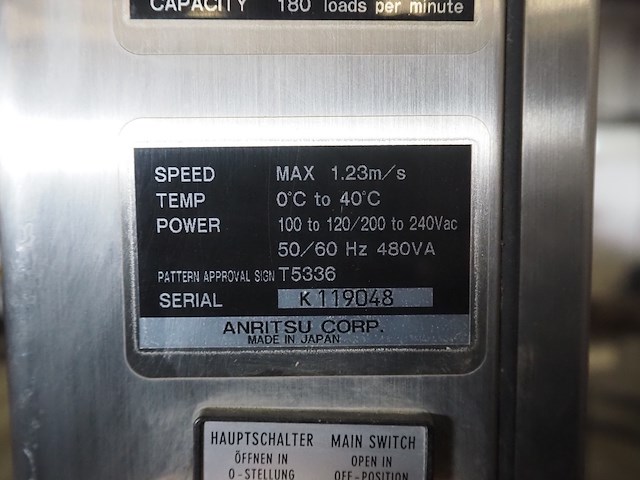 CAPACITY 180 loads per minute
SPEED MAX 1.23m/s
TEMP 0°C to 40°C
POWER 100 to 120/200 to 240Vac
50/60 Hz 480VA
PATTERN APPROVAL SIGN T5336
SERIAL K119048
ANRITSU CORP.
MADE IN JAPAN
HAUPTSCHALTER MAIN SWITCH
ÖFFNEN IN OPEN IN
0-STELLUNG OFF-POSITION